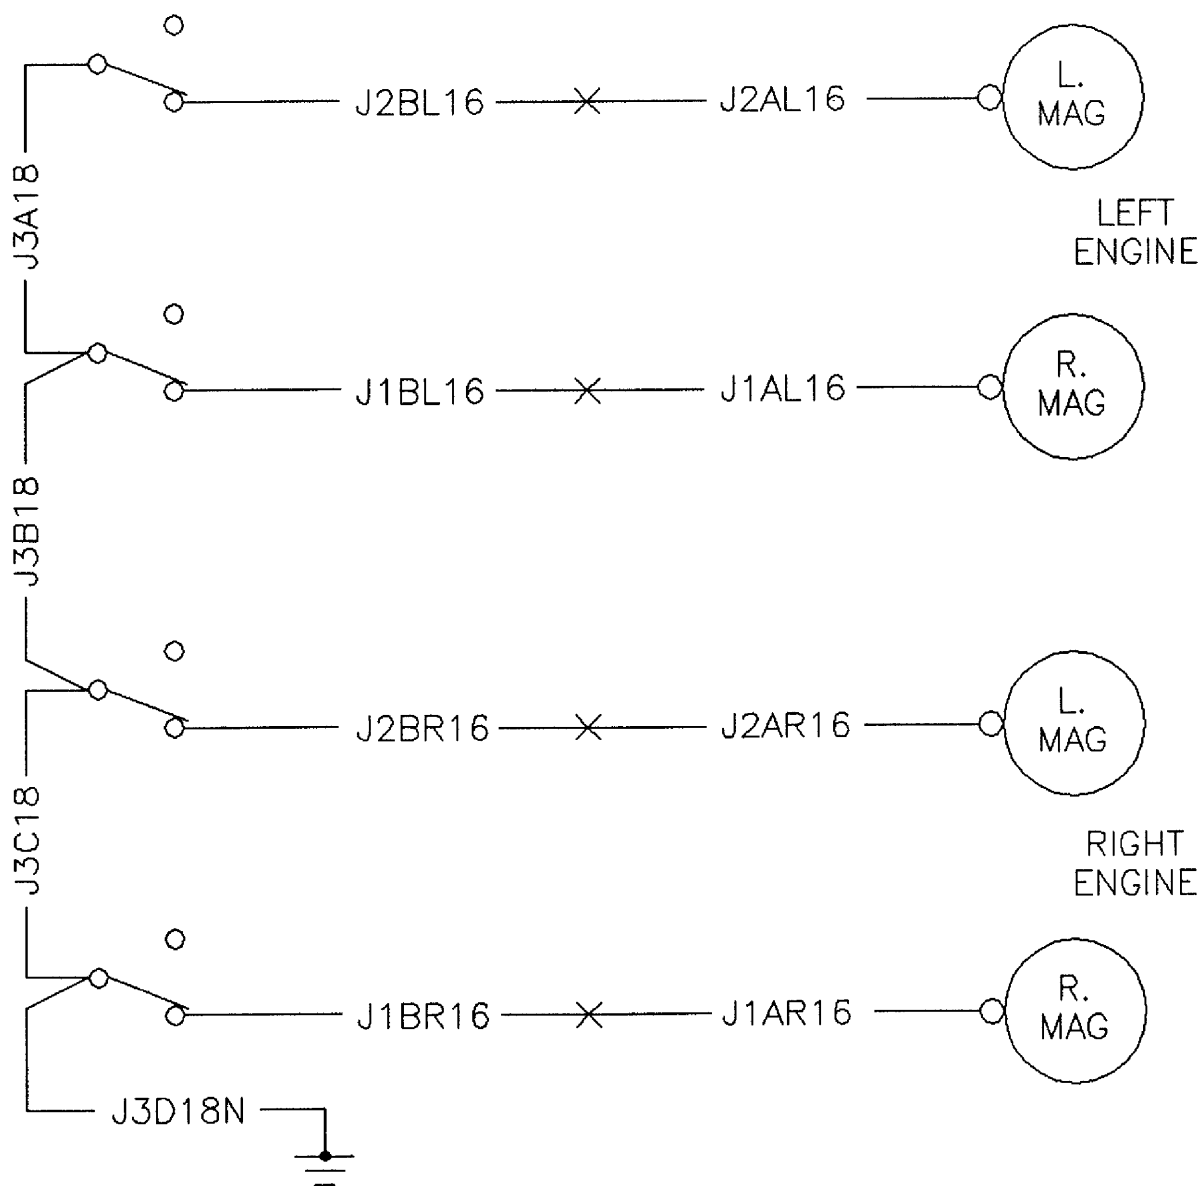 J2BL16
J2AL16
L.
MAG
J3A18
LEFT
ENGINE
J1BL16
J1AL16
R.
MAG
J3B18
J2BR16
J2AR16
L.
MAG
J3C18
RIGHT
ENGINE
J1BR16
J1AR16
R.
MAG
J3D18N